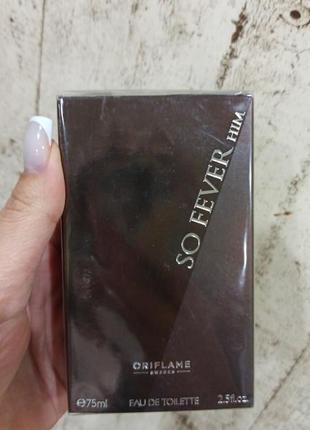 SO FEVER HIM
ORIFLAME
SWEDEN
℮75ml EAU DE TOILETTE 2.5fl.oz.